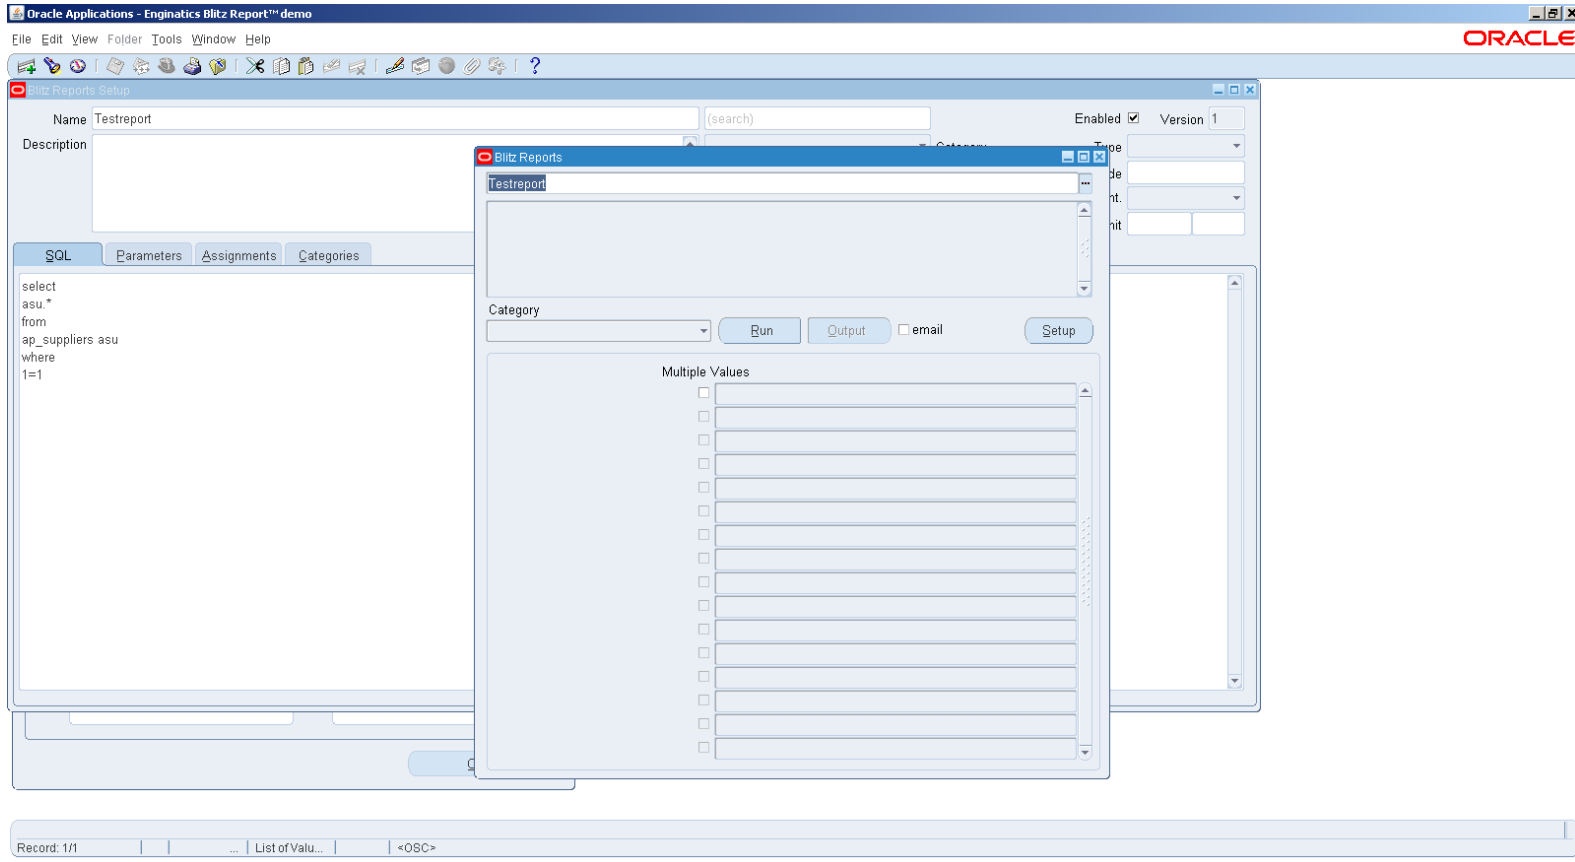 Oracle Applications - Enginatics Blitz Report™ demo
File Edit View Folder Tools Window Help
ORACLE
Blitz Reports Setup
Name Testreport (search) Enabled Version 1
Description Category Type
Blitz Reports
Testreport
SQL Parameters Assignments Categories
select
asu.*
from
ap_suppliers asu
where
1=1
Category
Run Output email Setup
Multiple Values
Record: 1/1 ... List of Valu... <OSC>